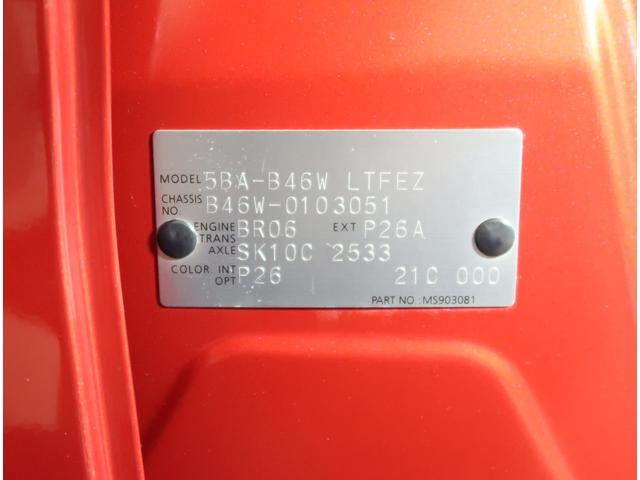 MODEL 5BA-B46W LTFEZ
CHASSIS NO. B46W-0103051
ENGINE BR06 EXT P26A
TRANS AXLE SK10C 2533
COLOR. INT P26 21C 000
OPT
PART NO.:MS903081